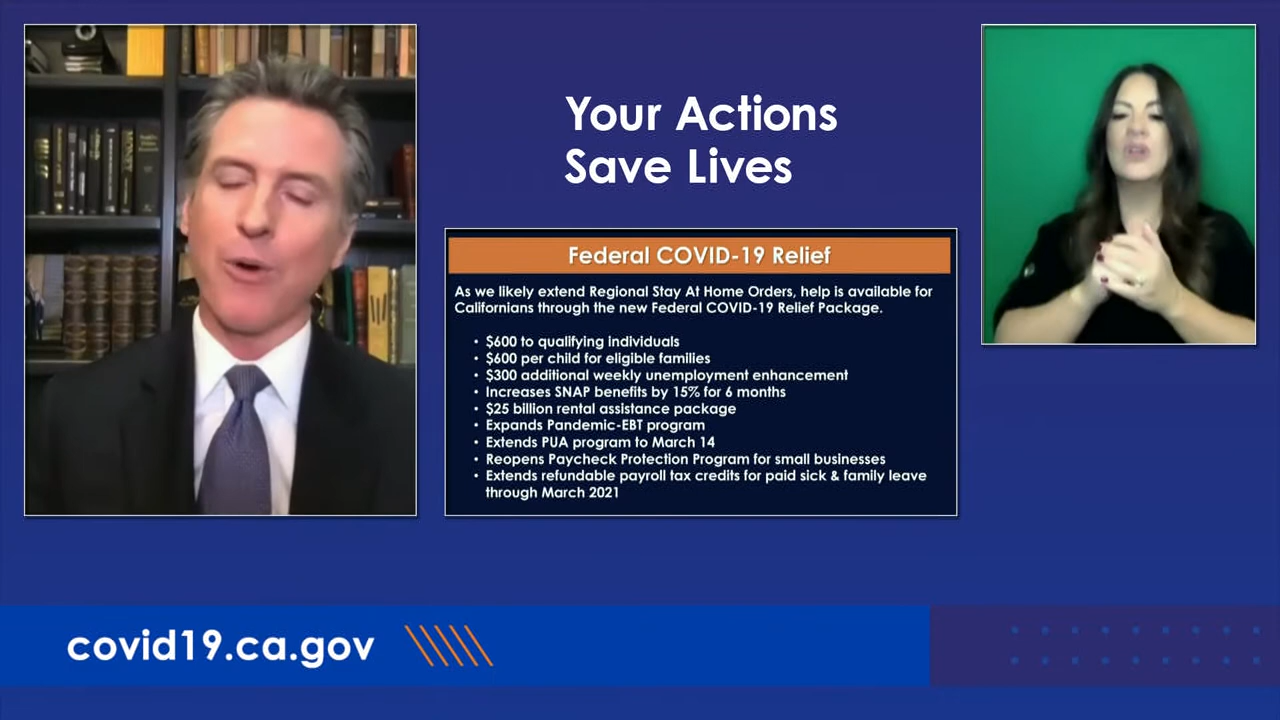 Your Actions
Save Lives
Federal COVID-19 Relief
As we likely extend Regional Stay At Home Orders, help is available for
Californians through the new Federal COVID-19 Relief Package.
• $600 to qualifying individuals
• $600 per child for eligible families
• $300 additional weekly unemployment enhancement
• Increases SNAP benefits by 15% for 6 months
• $25 billion rental assistance package
• Expands Pandemic-EBT program
• Extends PUA program to March 14
• Reopens Paycheck Protection Program for small businesses
• Extends refundable payroll tax credits for paid sick & family leave
through March 2021
covid19.ca.gov